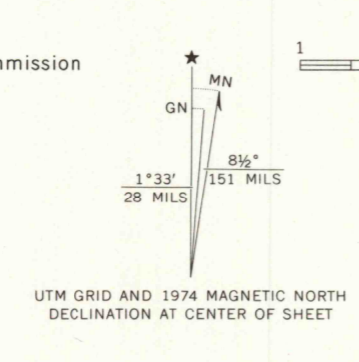 mmission
1
MN
GN
8½°
151 MILS
1°33′
28 MILS
UTM GRID AND 1974 MAGNETIC NORTH
DECLINATION AT CENTER OF SHEET